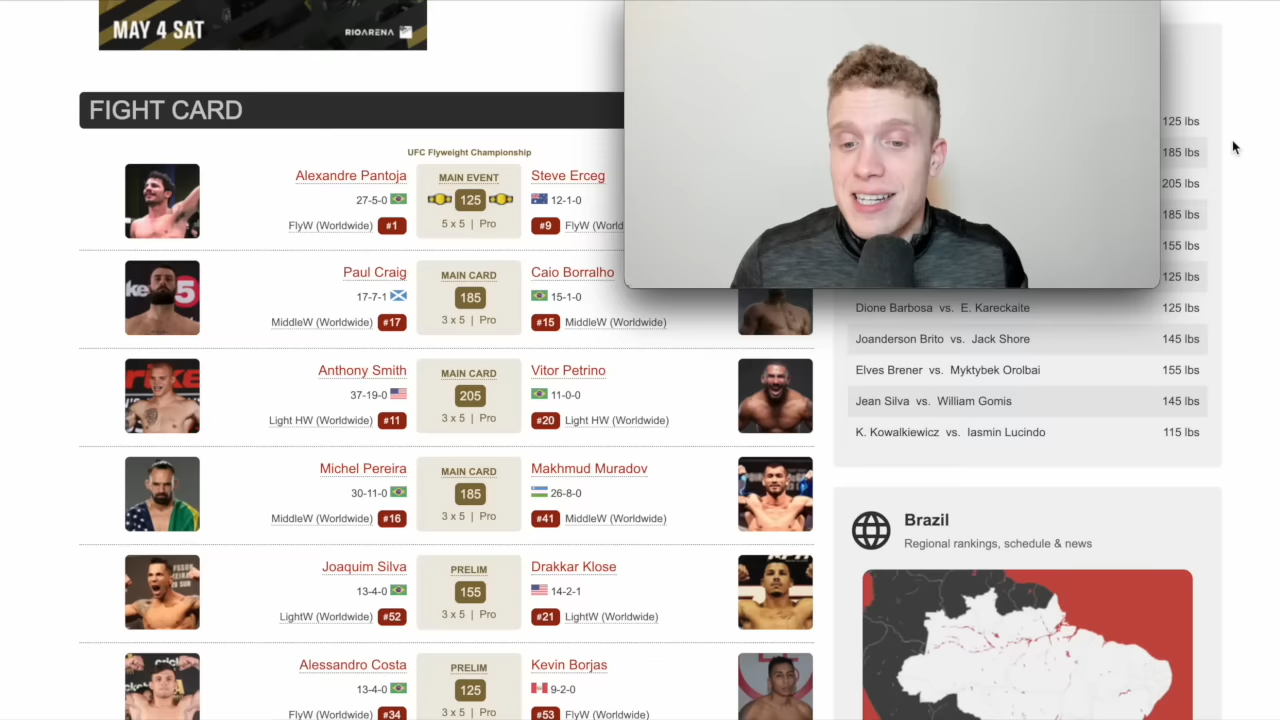 MAY 4 SAT
RIOARENA
FIGHT CARD
UFC Flyweight Championship
Alexandre Pantoja
MAIN EVENT
Steve Erceg
27-5-0
125
12-1-0
FlyW (Worldwide) #1
5 x 5 | Pro
#9 FlyW (World
Paul Craig
MAIN CARD
Caio Borralho
17-7-1
185
15-1-0
MiddleW (Worldwide) #17
3 x 5 | Pro
#15 MiddleW (Worldwide)
Anthony Smith
MAIN CARD
Vitor Petrino
37-19-0
205
11-0-0
Light HW (Worldwide) #11
3 x 5 | Pro
#20 Light HW (Worldwide)
Michel Pereira
MAIN CARD
Makhmud Muradov
30-11-0
185
26-8-0
MiddleW (Worldwide) #16
3 x 5 | Pro
#41 MiddleW (Worldwide)
Joaquim Silva
PRELIM
Drakkar Klose
13-4-0
155
14-2-1
LightW (Worldwide) #52
3 x 5 | Pro
#21 LightW (Worldwide)
Alessandro Costa
PRELIM
Kevin Borjas
13-4-0
125
9-2-0
FlyW (Worldwide) #34
3 x 5 | Pro
#53 FlyW (Worldwide)
125 lbs
185 lbs
205 lbs
185 lbs
155 lbs
125 lbs
Dione Barbosa vs. E. Kareckaite 125 lbs
Joanderson Brito vs. Jack Shore 145 lbs
Elves Brener vs. Myktybek Orolbai 155 lbs
Jean Silva vs. William Gomis 145 lbs
K. Kowalkiewicz vs. Iasmin Lucindo 115 lbs
Brazil
Regional rankings, schedule & news